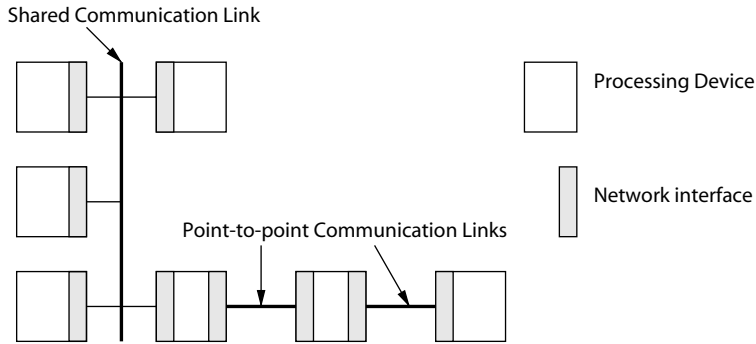 Shared Communication Link
Processing Device
Network interface
Point-to-point Communication Links